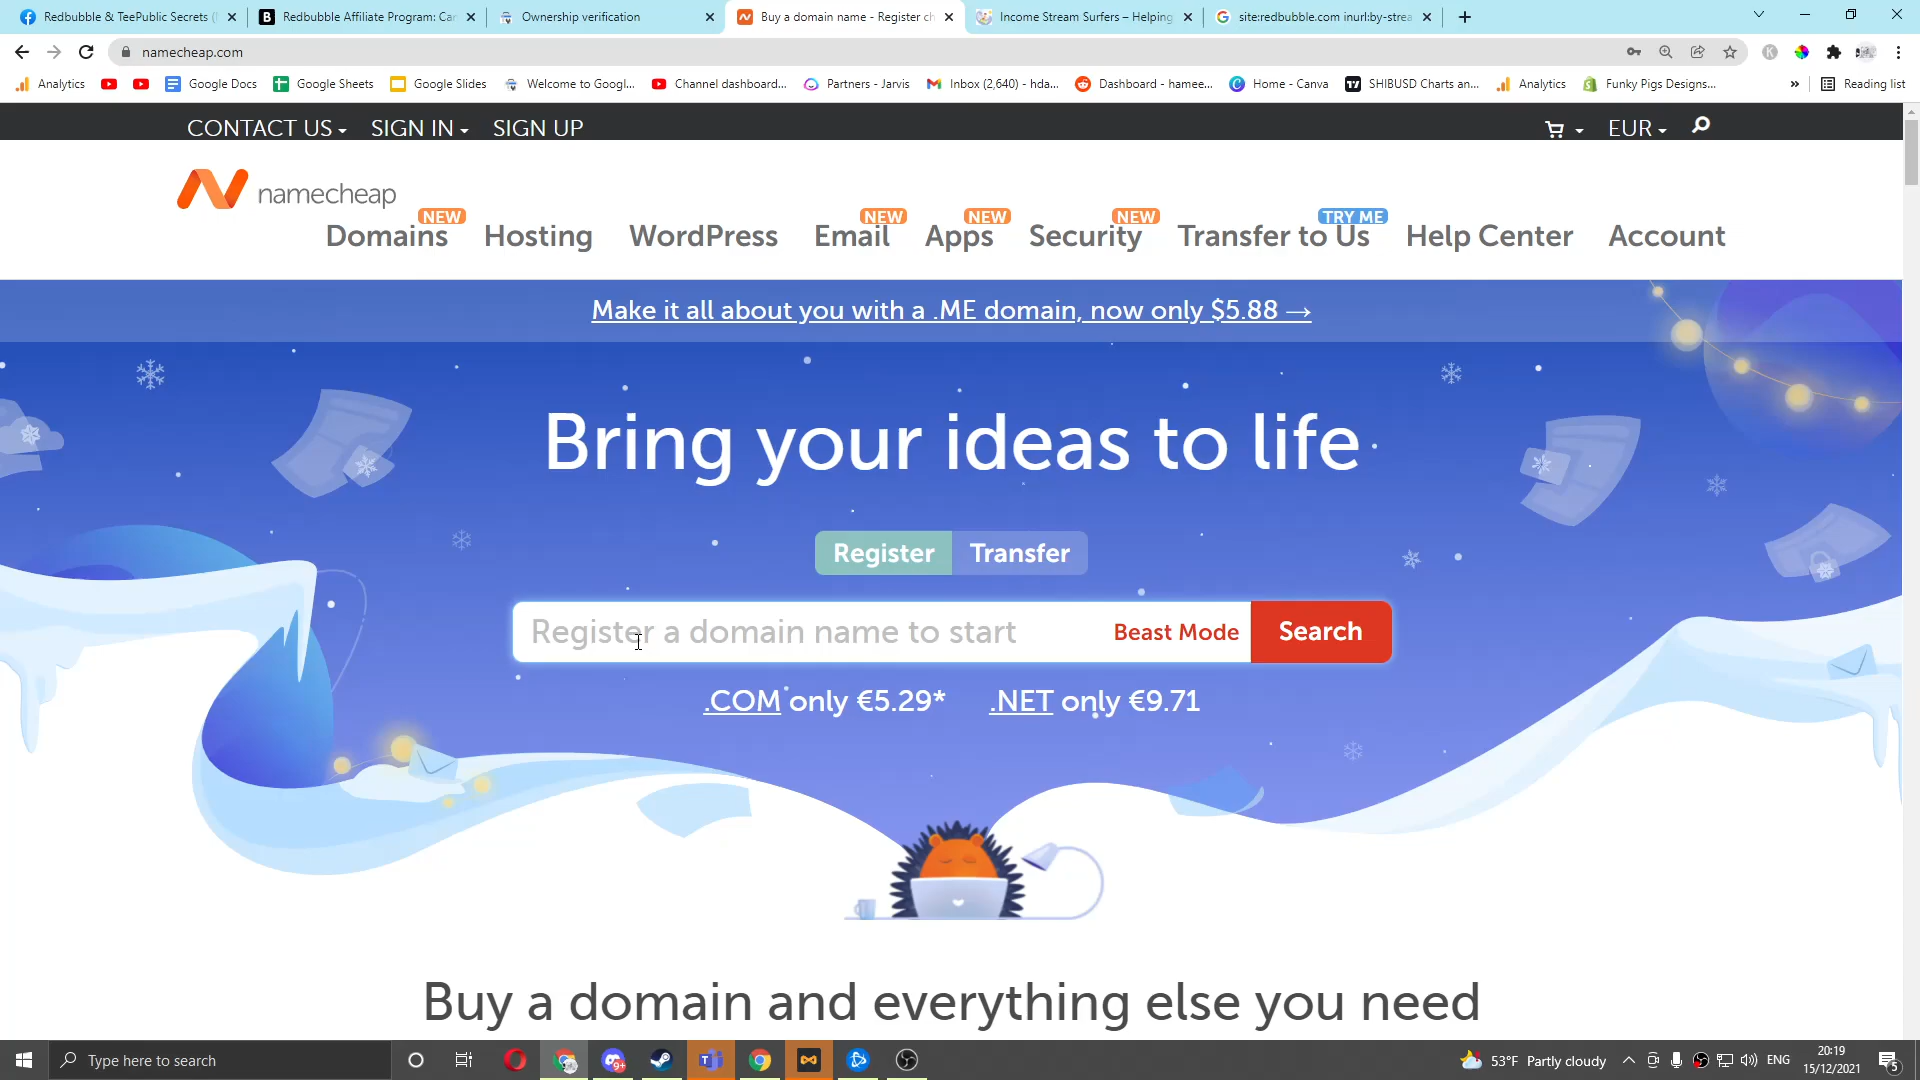 Redbubble & TeePublic Secrets (
Redbubble Affiliate Program: Car
Ownership verification
Buy a domain name - Register ch
Income Stream Surfers – Helping
site:redbubble.com inurl:by-strea
namecheap.com
Analytics
Google Docs
Google Sheets
Google Slides
Welcome to Googl...
Channel dashboard...
Partners - Jarvis
Inbox (2,640) - hda...
Dashboard - hamee...
Home - Canva
SHIBUSD Charts an...
Analytics
Funky Pigs Designs...
»
Reading list
CONTACT US
SIGN IN
SIGN UP
EUR
namecheap
NEW
NEW
NEW
NEW
TRY ME
Domains
Hosting
WordPress
Email
Apps
Security
Transfer to Us
Help Center
Account
Make it all about you with a .ME domain, now only $5.88 →
Bring your ideas to life
Register
Transfer
Register a domain name to start
Beast Mode
Search
.COM only €5.29*
.NET only €9.71
Buy a domain and everything else you need
Type here to search
9+
53°F Partly cloudy
ENG
20:19
15/12/2021
5